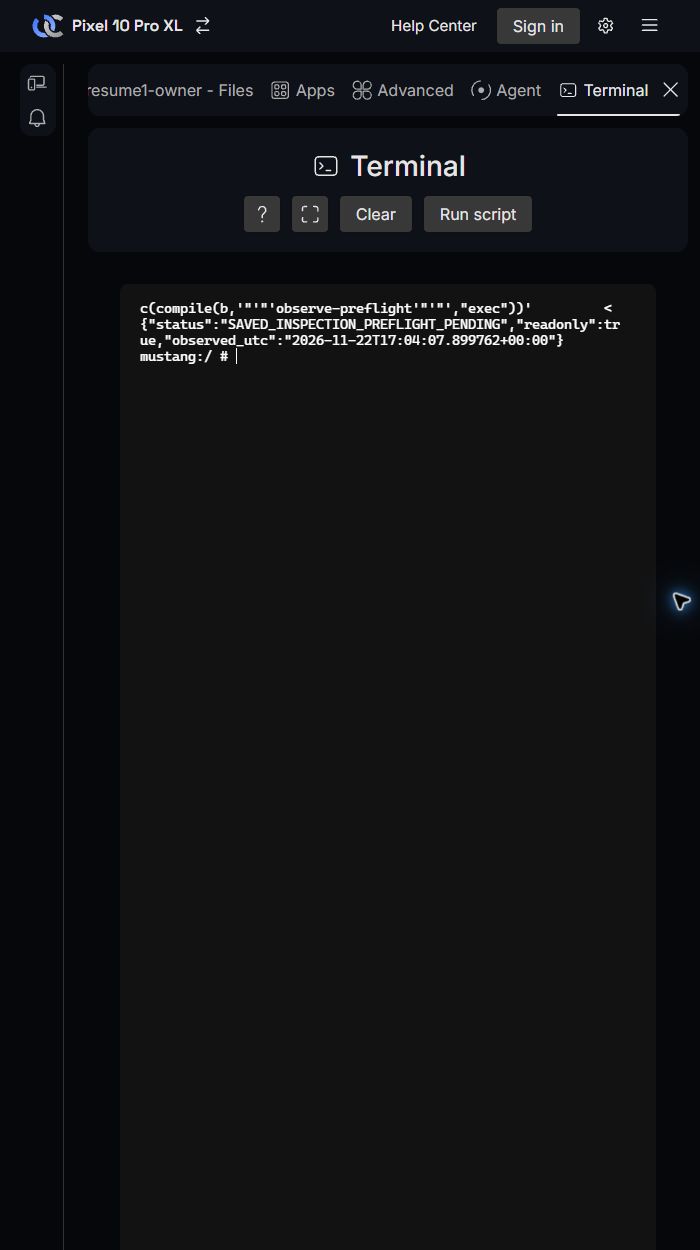 Pixel 10 Pro XL
Help Center
Sign in
resume1-owner - Files
Apps
Advanced
Agent
Terminal
Terminal
?
Clear
Run script
c(compile(b,'"'"'observe-preflight'"'"',"exec"))' <
{"status":"SAVED_INSPECTION_PREFLIGHT_PENDING","readonly":tr
ue,"observed_utc":"2026-11-22T17:04:07.899762+00:00"}
mustang:/ #